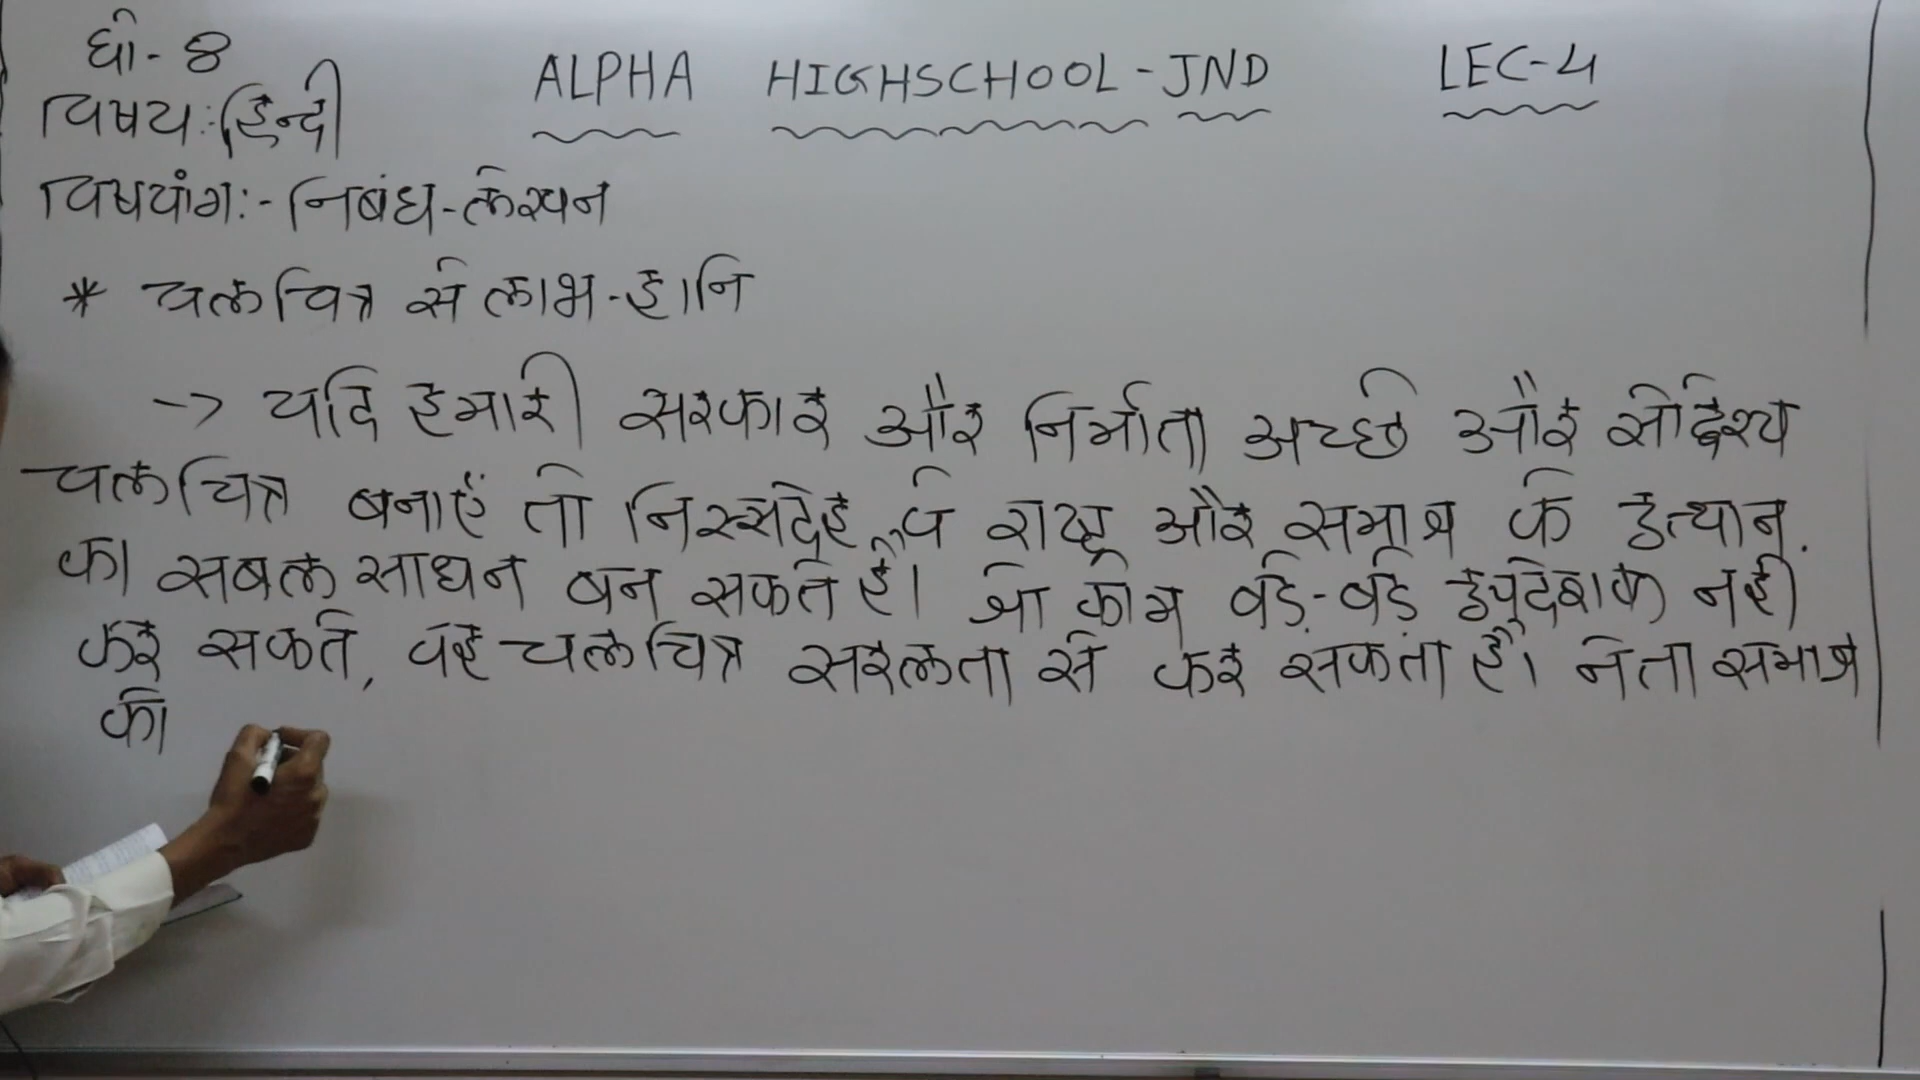 धो-8
ALPHA HIGHSCHOOL-JND
LEC-4
विषय:-हिन्दी
विषयांग:-निबंध-लेखन
* चलचित्र से लाभ-हानि
-> यदि हमारी सरकार और निर्माता अच्छे और सोद्देश्य
चलचित्र बनाएँ तो निस्संदेह वे राष्ट्र और समाज के उत्थान
का सबल साधन बन सकते हैं। जो काम बड़े-बड़े उपदेशक नहीं
कर सकते, वह चलचित्र सरलता से कर सकता है। नेता समाज
को